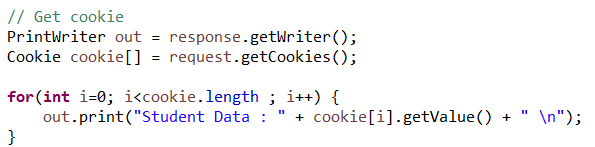 // Get cookie
PrintWriter out = response.getWriter();
Cookie cookie[] = request.getCookies();
for(int i=0; i<cookie.length ; i++) {
out.print("Student Data : " + cookie[i].getValue() + " \n");
}